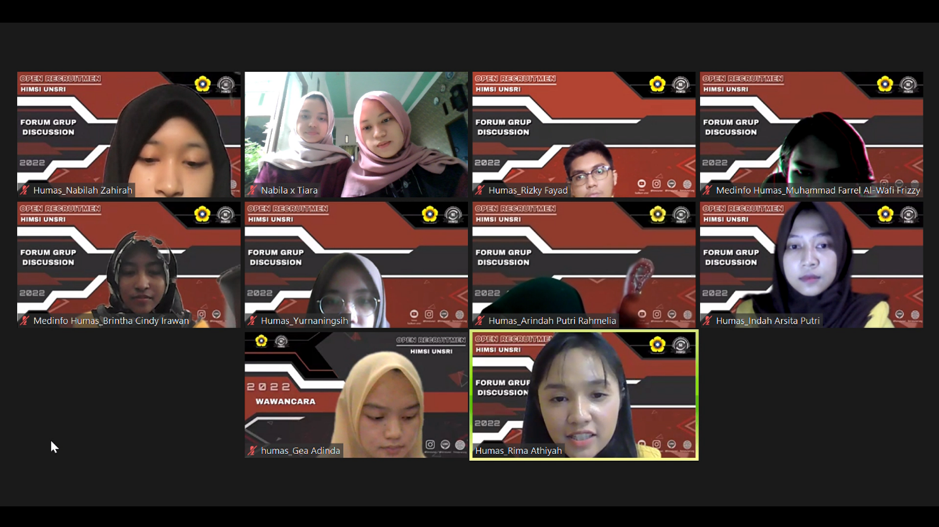 OPEN RECRUITMEN
HIMSI UNSRI
FORUM GRUP
DISCUSSION
2022
Humas_Nabilah Zahirah
Nabila x Tiara
OPEN RECRUITMEN
HIMSI UNSRI
FORUM GRUP
DISCUSSION
2022
Humas_Rizky Fayad
OPEN RECRUITMEN
HIMSI UNSRI
FORUM GRUP
DISCUSSION
2022
Medinfo Humas_Muhammad Farrel Al-Wafi Frizzy
OPEN RECRUITMEN
HIMSI UNSRI
FORUM GRUP
DISCUSSION
2022
Medinfo Humas_Brintha Cindy Irawan
OPEN RECRUITMEN
HIMSI UNSRI
FORUM GRUP
DISCUSSION
2022
Humas_Yurnaningsih
OPEN RECRUITMEN
HIMSI UNSRI
FORUM GRUP
DISCUSSION
2022
Humas_Arindah Putri Rahmelia
OPEN RECRUITMEN
HIMSI UNSRI
FORUM GRUP
DISCUSSION
2022
Humas_Indah Arsita Putri
OPEN RECRUITMEN
HIMSI UNSRI
2022
WAWANCARA
humas_Gea Adinda
OPEN RECRUITMEN
HIMSI UNSRI
FORUM GRUP
DISCUSSION
2022
Humas_Rima Athiyah